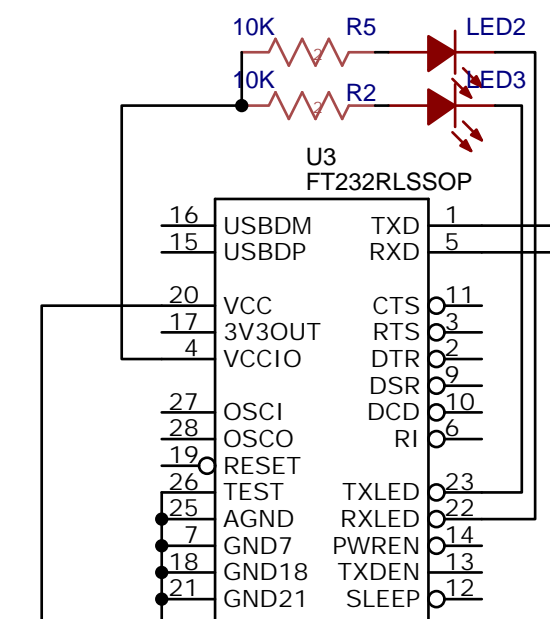 10K R5 LED2
2
10K R2 LED3
2
U3
FT232RLSSOP
16 USBDM TXD 1
15 USBDP RXD 5
20 VCC CTS 11
17 3V3OUT RTS 3
4 VCCIO DTR 2
DSR 9
27 OSCI DCD 10
28 OSCO RI 6
19 RESET
26 TEST TXLED 23
25 AGND RXLED 22
7 GND7 PWREN 14
18 GND18 TXDEN 13
21 GND21 SLEEP 12